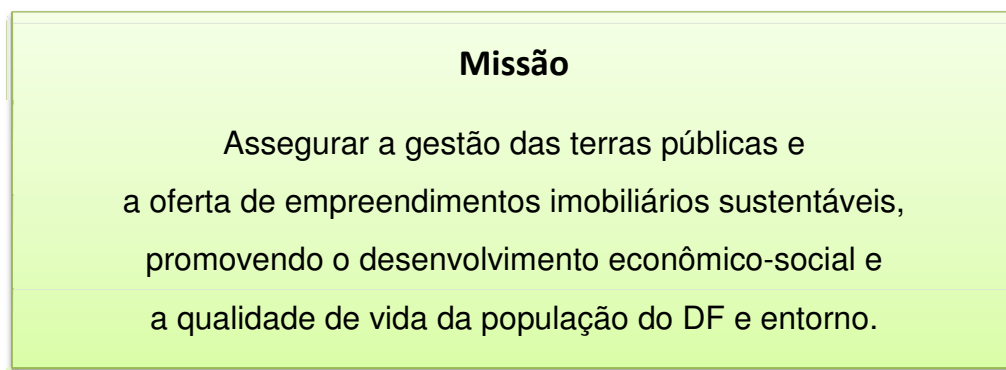 Missão
Assegurar a gestão das terras públicas e
a oferta de empreendimentos imobiliários sustentáveis,
promovendo o desenvolvimento econômico-social e
a qualidade de vida da população do DF e entorno.